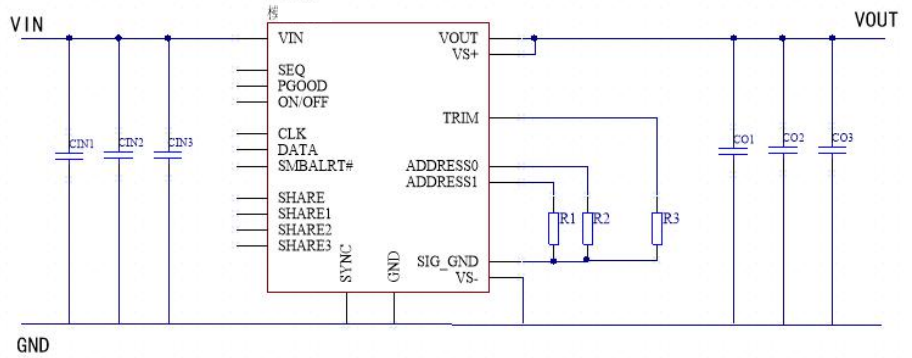 VIN
VOUT
VIN
VOUT
VS+
SEQ
PGOOD
ON/OFF
TRIM
CLK
DATA
SMBALRT#
ADDRESS0
ADDRESS1
CIN1
CIN2
CIN3
CO1
CO2
CO3
SHARE
SHARE1
SHARE2
SHARE3
R1
R2
R3
SYNC
GND
SIG_GND
VS-
GND